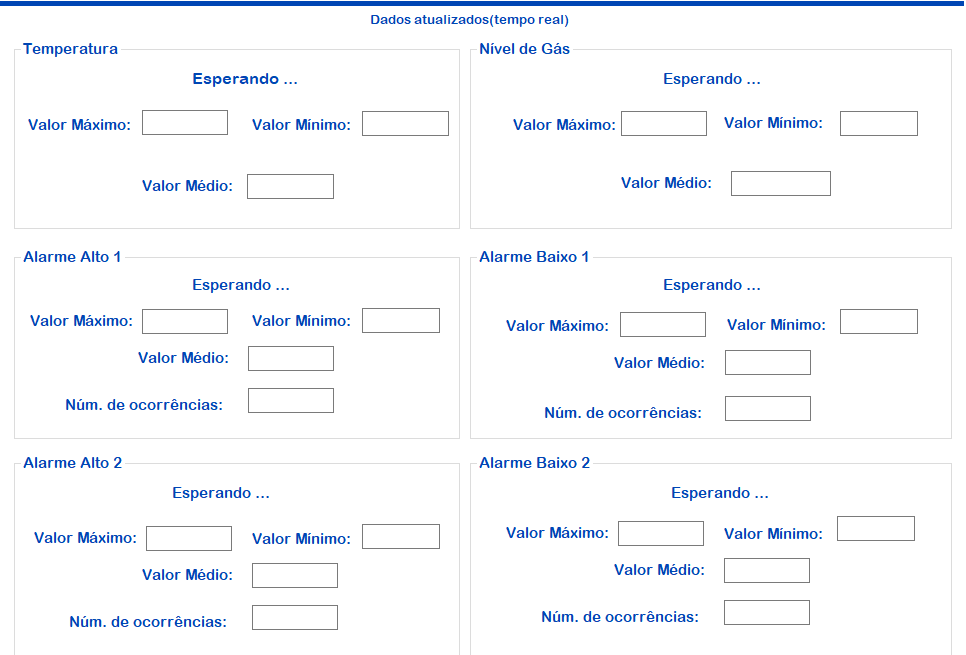 Dados atualizados(tempo real)
Temperatura
Esperando ...
Valor Máximo:
Valor Mínimo:
Valor Médio:
Nível de Gás
Esperando ...
Valor Máximo:
Valor Mínimo:
Valor Médio:
Alarme Alto 1
Esperando ...
Valor Máximo:
Valor Mínimo:
Valor Médio:
Núm. de ocorrências:
Alarme Baixo 1
Esperando ...
Valor Máximo:
Valor Mínimo:
Valor Médio:
Núm. de ocorrências:
Alarme Alto 2
Esperando ...
Valor Máximo:
Valor Mínimo:
Valor Médio:
Núm. de ocorrências:
Alarme Baixo 2
Esperando ...
Valor Máximo:
Valor Mínimo:
Valor Médio:
Núm. de ocorrências: